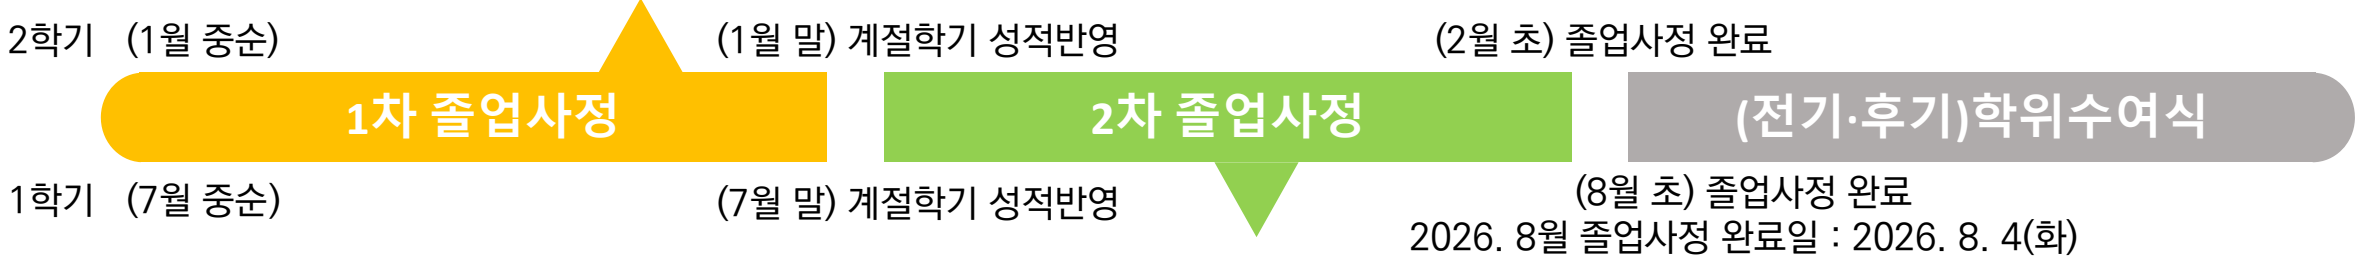 2학기 (1월 중순) (1월 말) 계절학기 성적반영 (2월 초) 졸업사정 완료
1차 졸업사정 2차 졸업사정 (전기·후기)학위수여식
1학기 (7월 중순) (7월 말) 계절학기 성적반영 (8월 초) 졸업사정 완료
2026. 8월 졸업사정 완료일 : 2026. 8. 4(화)